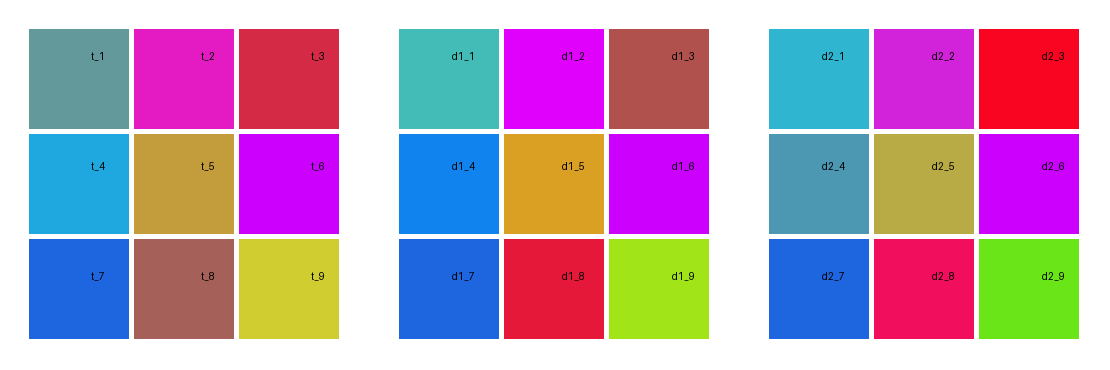 t_1 t_2 t_3 d1_1 d1_2 d1_3 d2_1 d2_2 d2_3
t_4 t_5 t_6 d1_4 d1_5 d1_6 d2_4 d2_5 d2_6
t_7 t_8 t_9 d1_7 d1_8 d1_9 d2_7 d2_8 d2_9